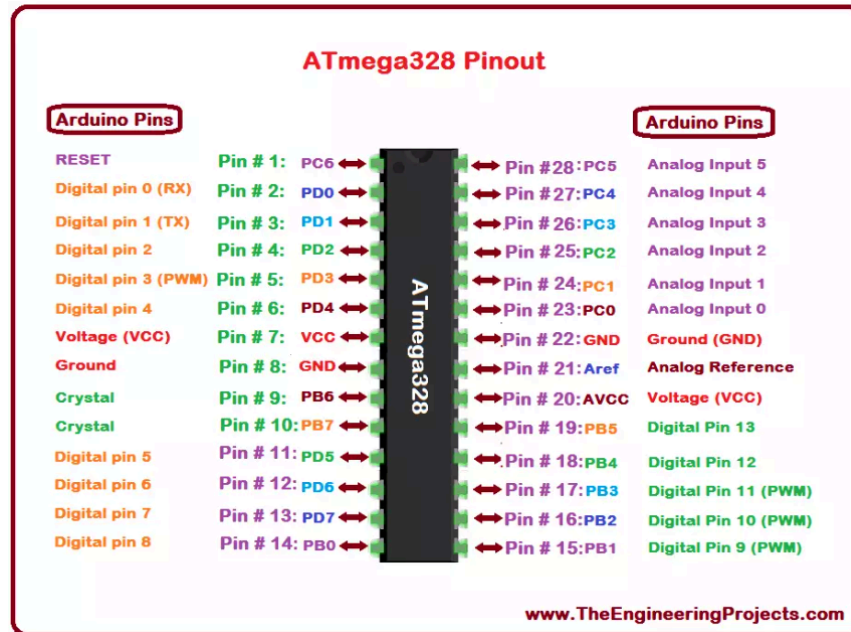 ATmega328 Pinout
Arduino Pins Arduino Pins
RESET Pin # 1: PC6 Pin #28: PC5 Analog Input 5
Digital pin 0 (RX) Pin # 2: PD0 Pin #27: PC4 Analog Input 4
Digital pin 1 (TX) Pin # 3: PD1 Pin #26: PC3 Analog Input 3
Digital pin 2 Pin # 4: PD2 Pin #25: PC2 Analog Input 2
Digital pin 3 (PWM) Pin # 5: PD3 Pin # 24: PC1 Analog Input 1
Digital pin 4 Pin # 6: PD4 Pin # 23: PC0 Analog Input 0
Voltage (VCC) Pin # 7: VCC Pin # 22: GND Ground (GND)
Ground Pin # 8: GND Pin # 21: Aref Analog Reference
Crystal Pin # 9: PB6 Pin # 20: AVCC Voltage (VCC)
Crystal Pin # 10: PB7 Pin # 19: PB5 Digital Pin 13
Digital pin 5 Pin # 11: PD5 Pin # 18: PB4 Digital Pin 12
Digital pin 6 Pin # 12: PD6 Pin # 17: PB3 Digital Pin 11 (PWM)
Digital pin 7 Pin # 13: PD7 Pin # 16: PB2 Digital Pin 10 (PWM)
Digital pin 8 Pin # 14: PB0 Pin # 15: PB1 Digital Pin 9 (PWM)
ATmega328
www.TheEngineeringProjects.com